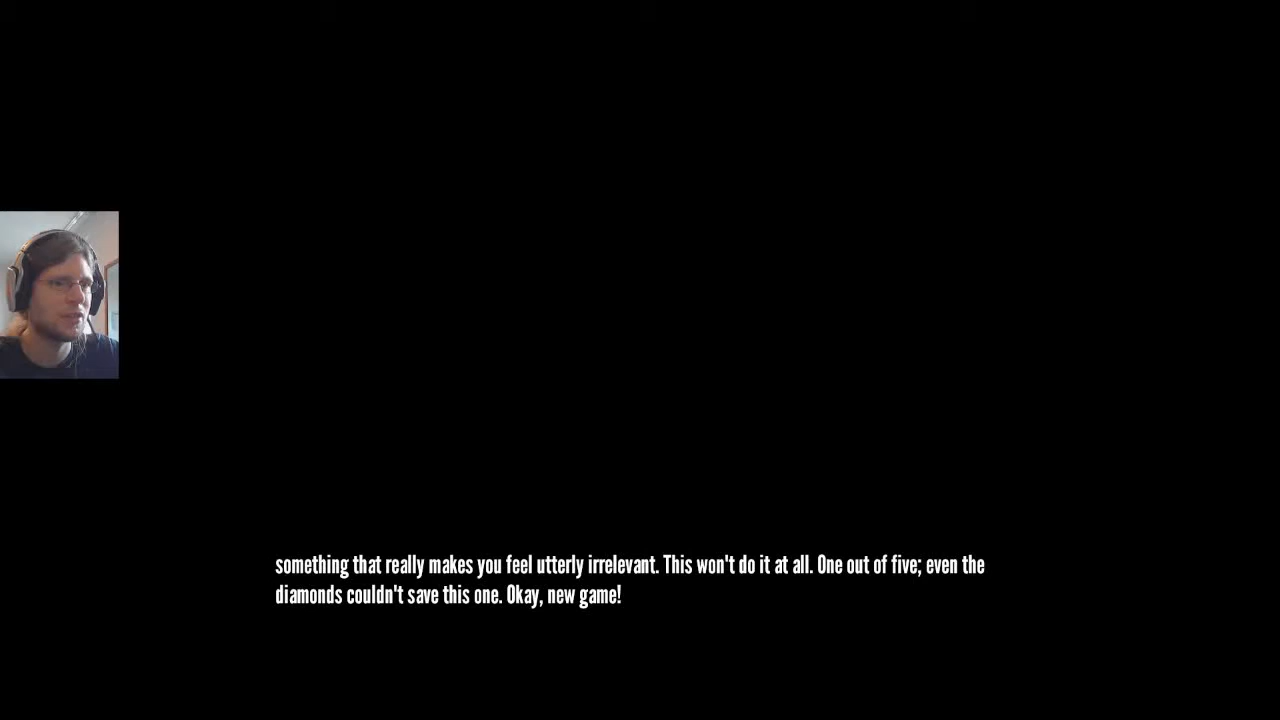 something that really makes you feel utterly irrelevant. This won't do it at all. One out of five; even the
diamonds couldn't save this one. Okay, new game!